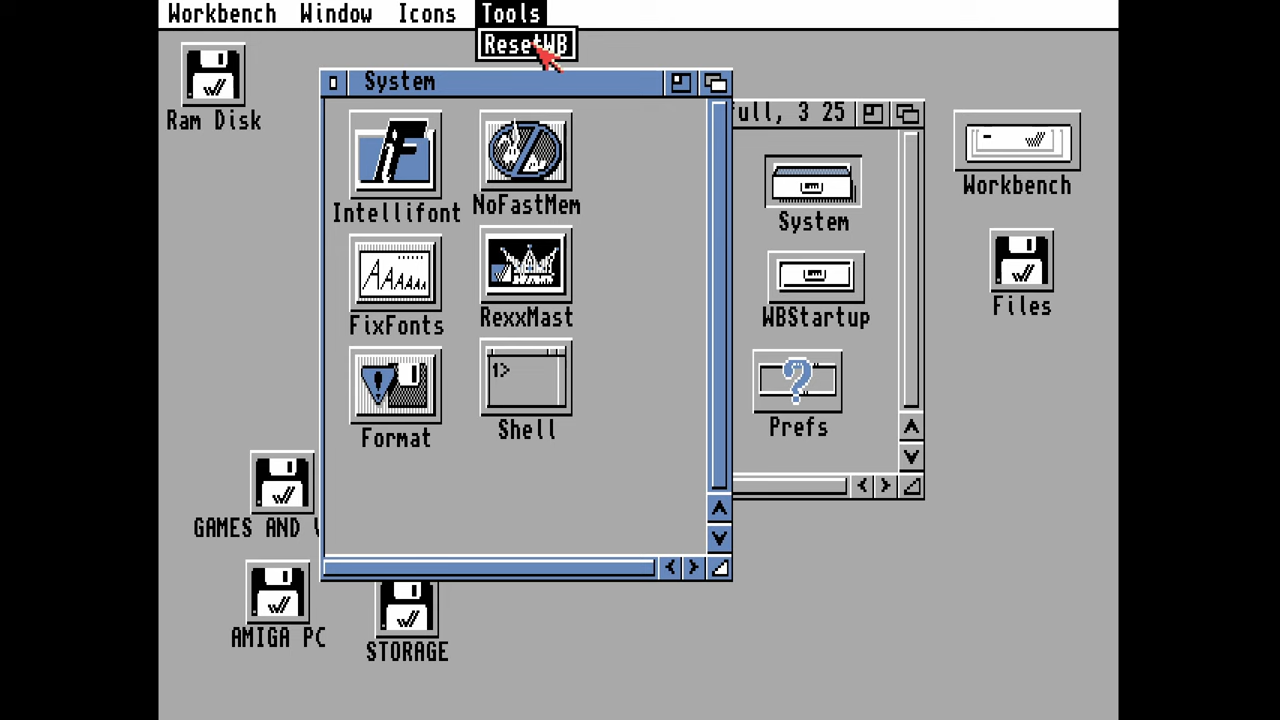 Workbench Window Icons Tools
ResetWB
Ram Disk
System
Intellifont
NoFastMem
FixFonts
RexxMast
Format
1>
Shell
ull, 3 25
System
WBStartup
Prefs
Workbench
Files
GAMES AND
AMIGA PC
STORAGE